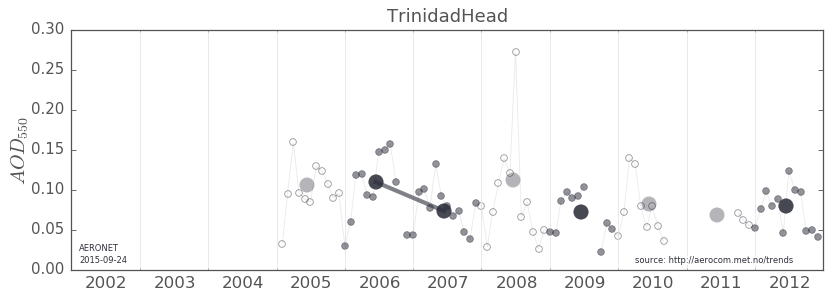 TrinidadHead
0.30
0.25
0.20
0.15
0.10
0.05
0.00
AOD550
AERONET
2015-09-24
source: http://aerocom.met.no/trends
2002 2003 2004 2005 2006 2007 2008 2009 2010 2011 2012